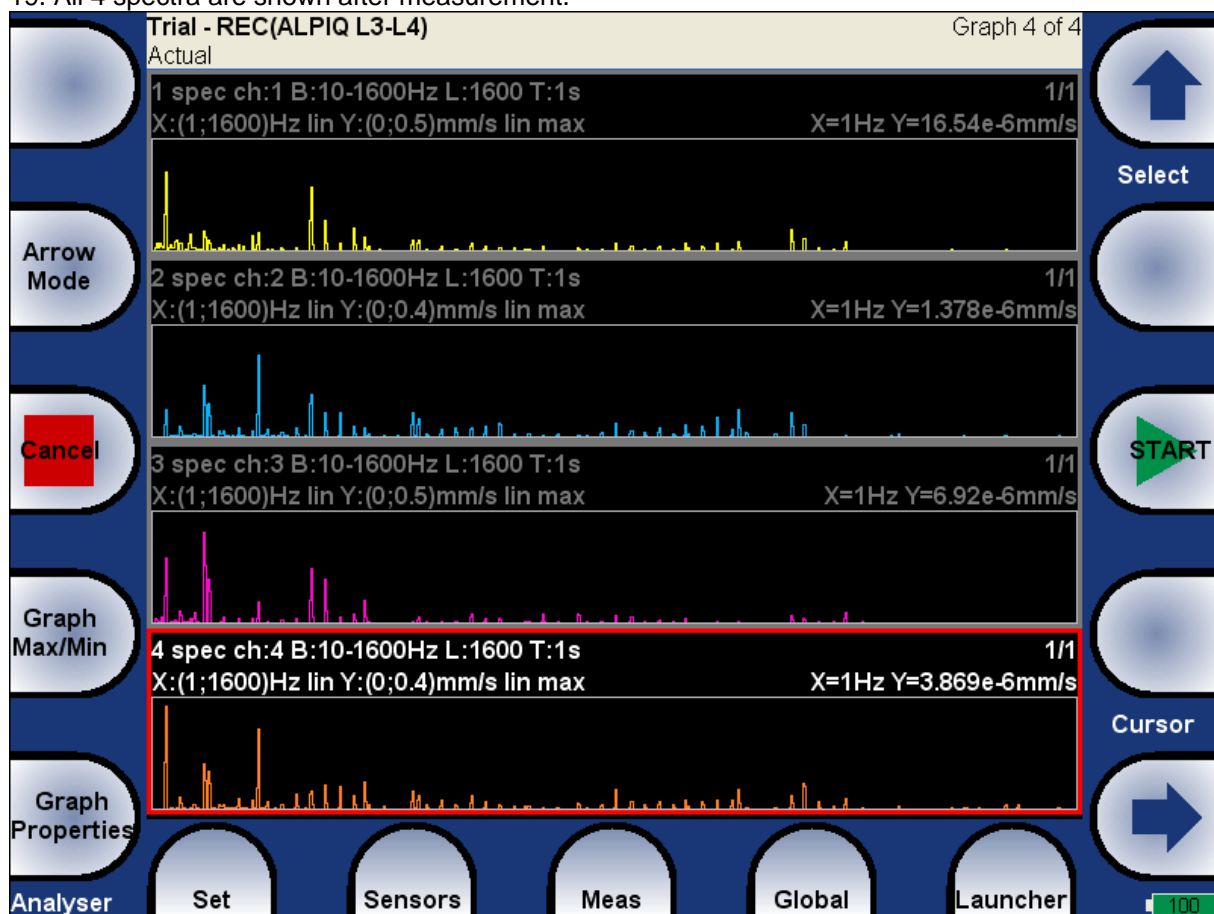 19. All 4 spectra are shown after measurement.
Trial - REC(ALPIQ L3-L4)
Graph 4 of 4
Actual
1 spec ch:1 B:10-1600Hz L:1600 T:1s
1/1
X:(1;1600)Hz lin Y:(0;0.5)mm/s lin max
X=1Hz Y=16.54e-6mm/s
Select
Arrow
Mode
2 spec ch:2 B:10-1600Hz L:1600 T:1s
1/1
X:(1;1600)Hz lin Y:(0;0.4)mm/s lin max
X=1Hz Y=1.378e-6mm/s
Cancel
START
3 spec ch:3 B:10-1600Hz L:1600 T:1s
1/1
X:(1;1600)Hz lin Y:(0;0.5)mm/s lin max
X=1Hz Y=6.92e-6mm/s
Graph
Max/Min
4 spec ch:4 B:10-1600Hz L:1600 T:1s
1/1
X:(1;1600)Hz lin Y:(0;0.4)mm/s lin max
X=1Hz Y=3.869e-6mm/s
Cursor
Graph
Properties
Analyser
Set
Sensors
Meas
Global
Launcher
100